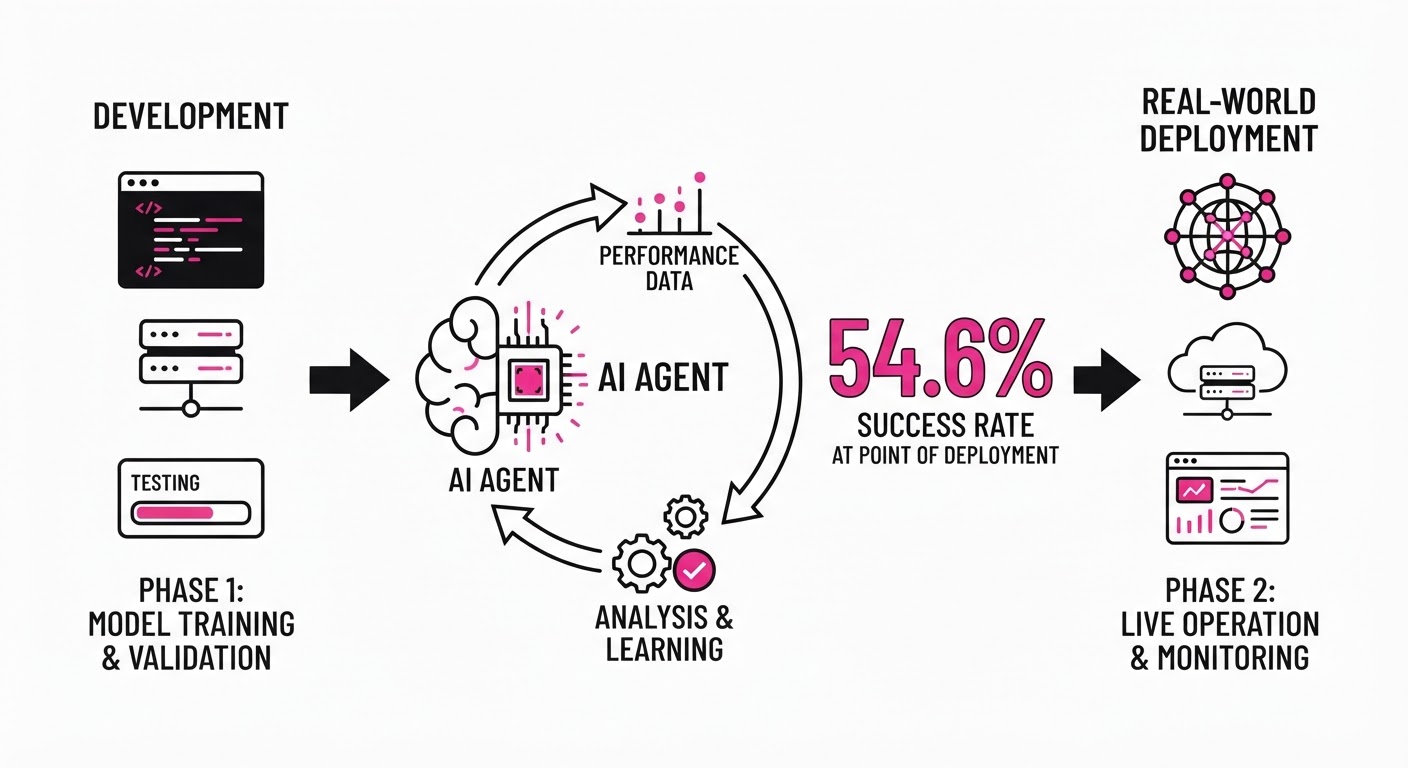 DEVELOPMENT
</>
</>
TESTING
PHASE 1:
MODEL TRAINING
& VALIDATION
PERFORMANCE
DATA
AI AGENT
AI AGENT
ANALYSIS &
LEARNING
54.6%
SUCCESS RATE
AT POINT OF DEPLOYMENT
REAL-WORLD
DEPLOYMENT
PHASE 2:
LIVE OPERATION
& MONITORING